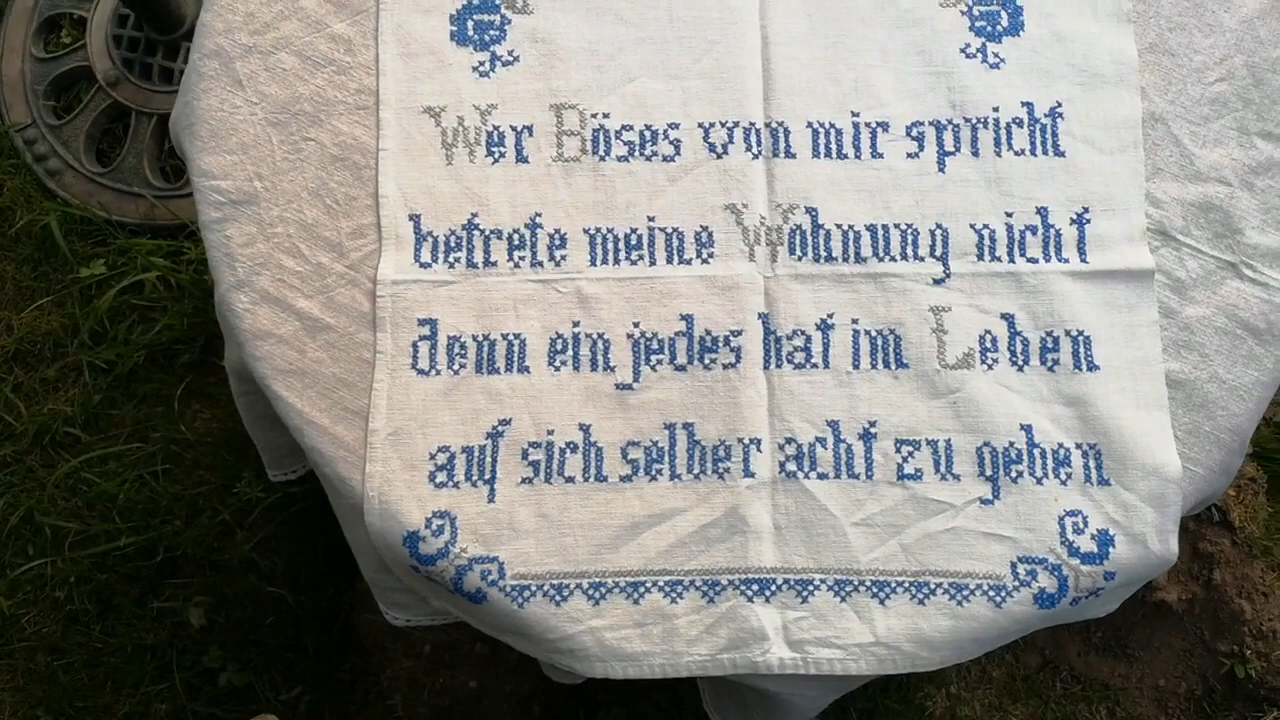 Wer Böses von mir spricht
betrete meine Wohnung nicht
denn ein jedes hat im Leben
auf sich selber acht zu geben